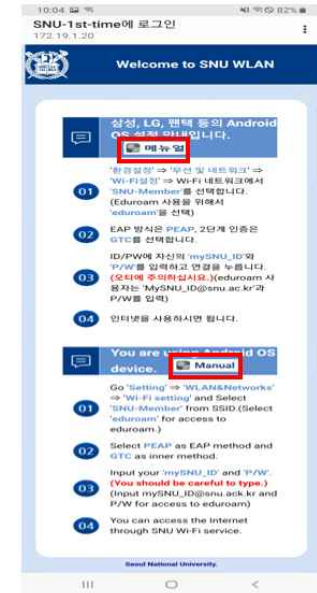 10:04
82%
SNU-1st-time에 로그인
172.19.1.20
Welcome to SNU WLAN
삼성, LG, 팬텍 등의 Android
OS 설정 안내입니다.
메뉴얼
01
'환경설정' ⇒ '무선 및 네트워크' ⇒
'Wi-Fi설정' ⇒ Wi-Fi 네트워크에서
'SNU-Member'를 선택합니다.
(Eduroam 사용을 위해서
'eduroam'을 선택)
02
EAP 방식은 PEAP, 2단계 인증은
GTC를 선택합니다.
03
ID/PW에 자신의 'mySNU_ID'와
'P/W'를 입력하고 연결을 누릅니다.
(오타에 주의하십시요.)(eduroam 사
용자는 'MySNU_ID@snu.ac.kr'과
P/W를 입력)
04
인터넷을 사용하시면 됩니다.
You are using Android OS
device.
Manual
01
Go 'Setting' ⇒ 'WLAN&Networks'
⇒ 'Wi-Fi setting' and Select
'SNU-Member' from SSID.(Select
'eduroam' for access to
eduroam.)
02
Select PEAP as EAP method and
GTC as inner method.
03
Input your 'mySNU_ID' and 'P/W'.
(You should be careful to type.)
(Input mySNU_ID@snu.ack.kr and
P/W for access to eduroam)
04
You can access the Internet
through SNU Wi-Fi service.
Seoul National University.